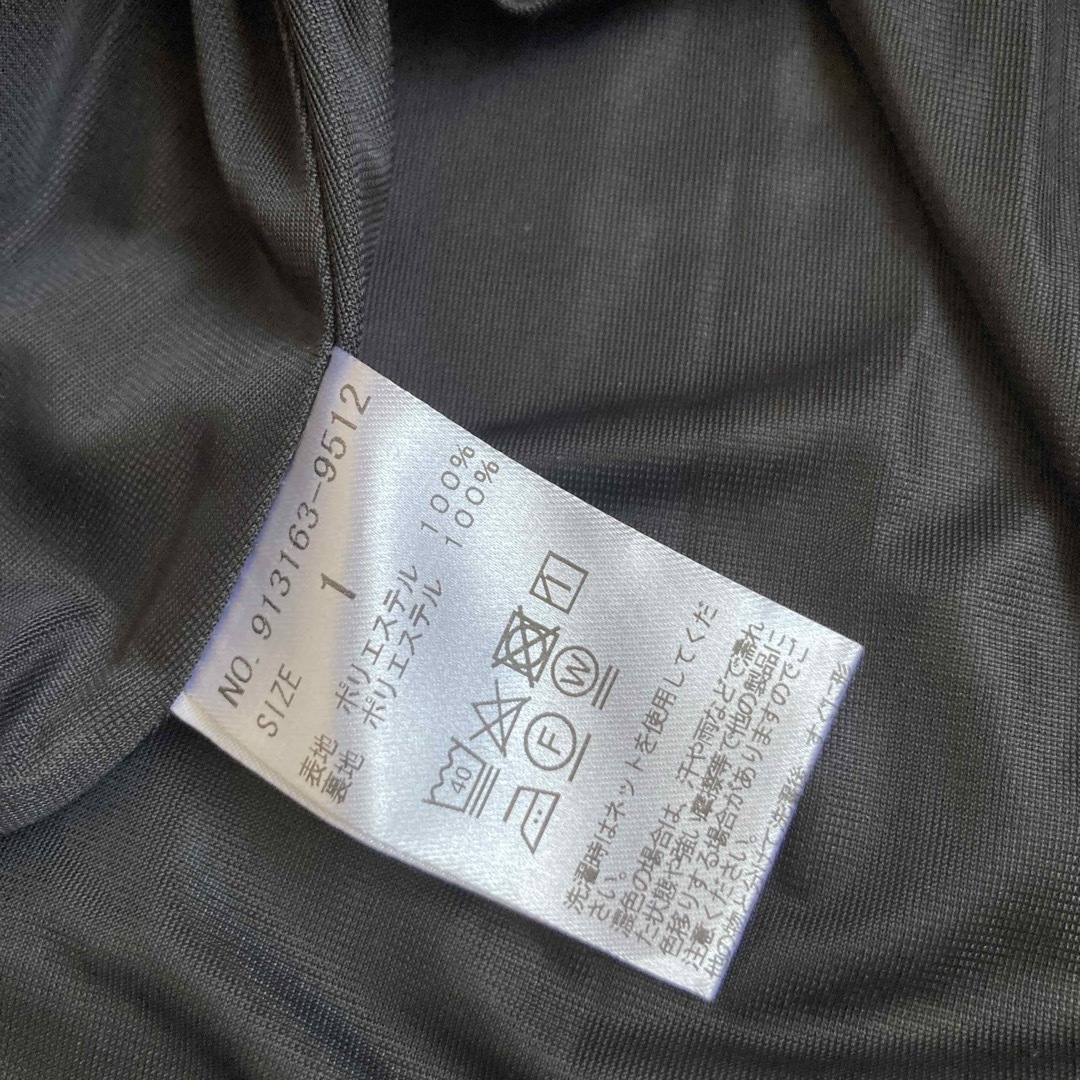 NO. 913163-9512
SIZE 1
表地 ポリエステル 100%
裏地 ポリエステル 100%
40
W
F
洗濯時はネットを使用してくだ
さい。
濃色の場合は、汗や雨などで濡れ
た状態や強い摩擦等で他の製品に
色移りする場合がありますのでご
注意ください。